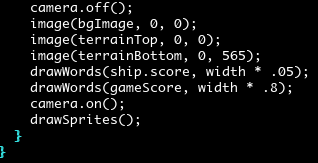 camera.off();
image(bgImage, 0, 0);
image(terrainTop, 0, 0);
image(terrainBottom, 0, 565);
drawWords(ship.score, width * .05);
drawWords(gameScore, width * .8);
camera.on();
drawSprites();
}
}